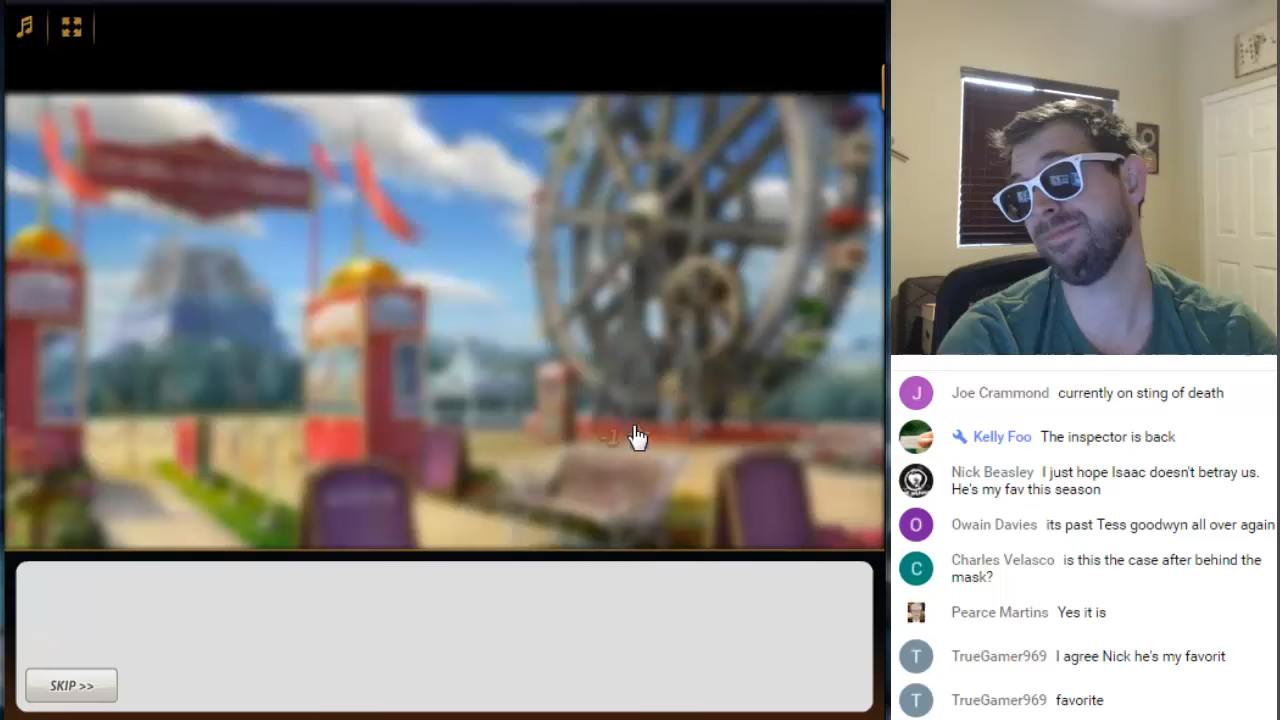 -1
SKIP >>
J
Joe Crammond currently on sting of death
Kelly Foo The inspector is back
Nick Beasley I just hope Isaac doesn't betray us.
He's my fav this season
O
Owain Davies its past Tess goodwyn all over again
C
Charles Velasco is this the case after behind the
mask?
Pearce Martins Yes it is
T
TrueGamer969 I agree Nick he's my favorit
T
TrueGamer969 favorite